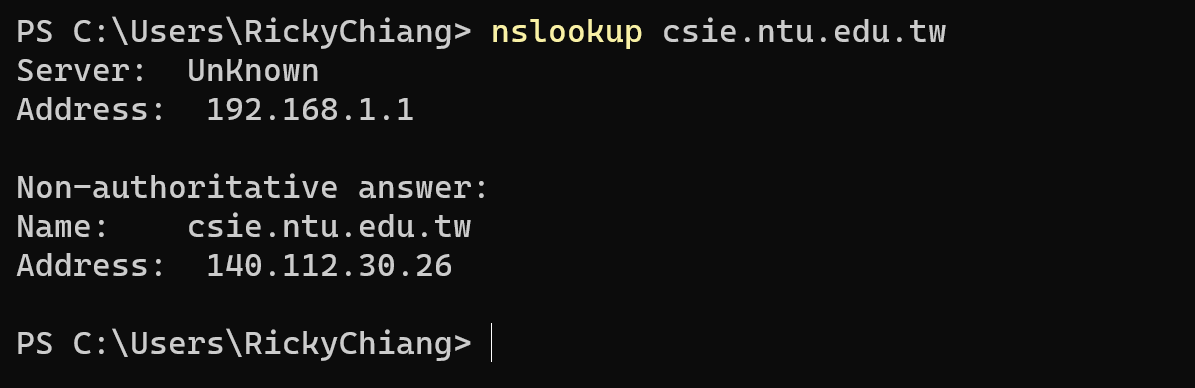 PS C:\Users\RickyChiang> nslookup csie.ntu.edu.tw
Server:  UnKnown
Address:  192.168.1.1

Non-authoritative answer:
Name:    csie.ntu.edu.tw
Address:  140.112.30.26

PS C:\Users\RickyChiang>